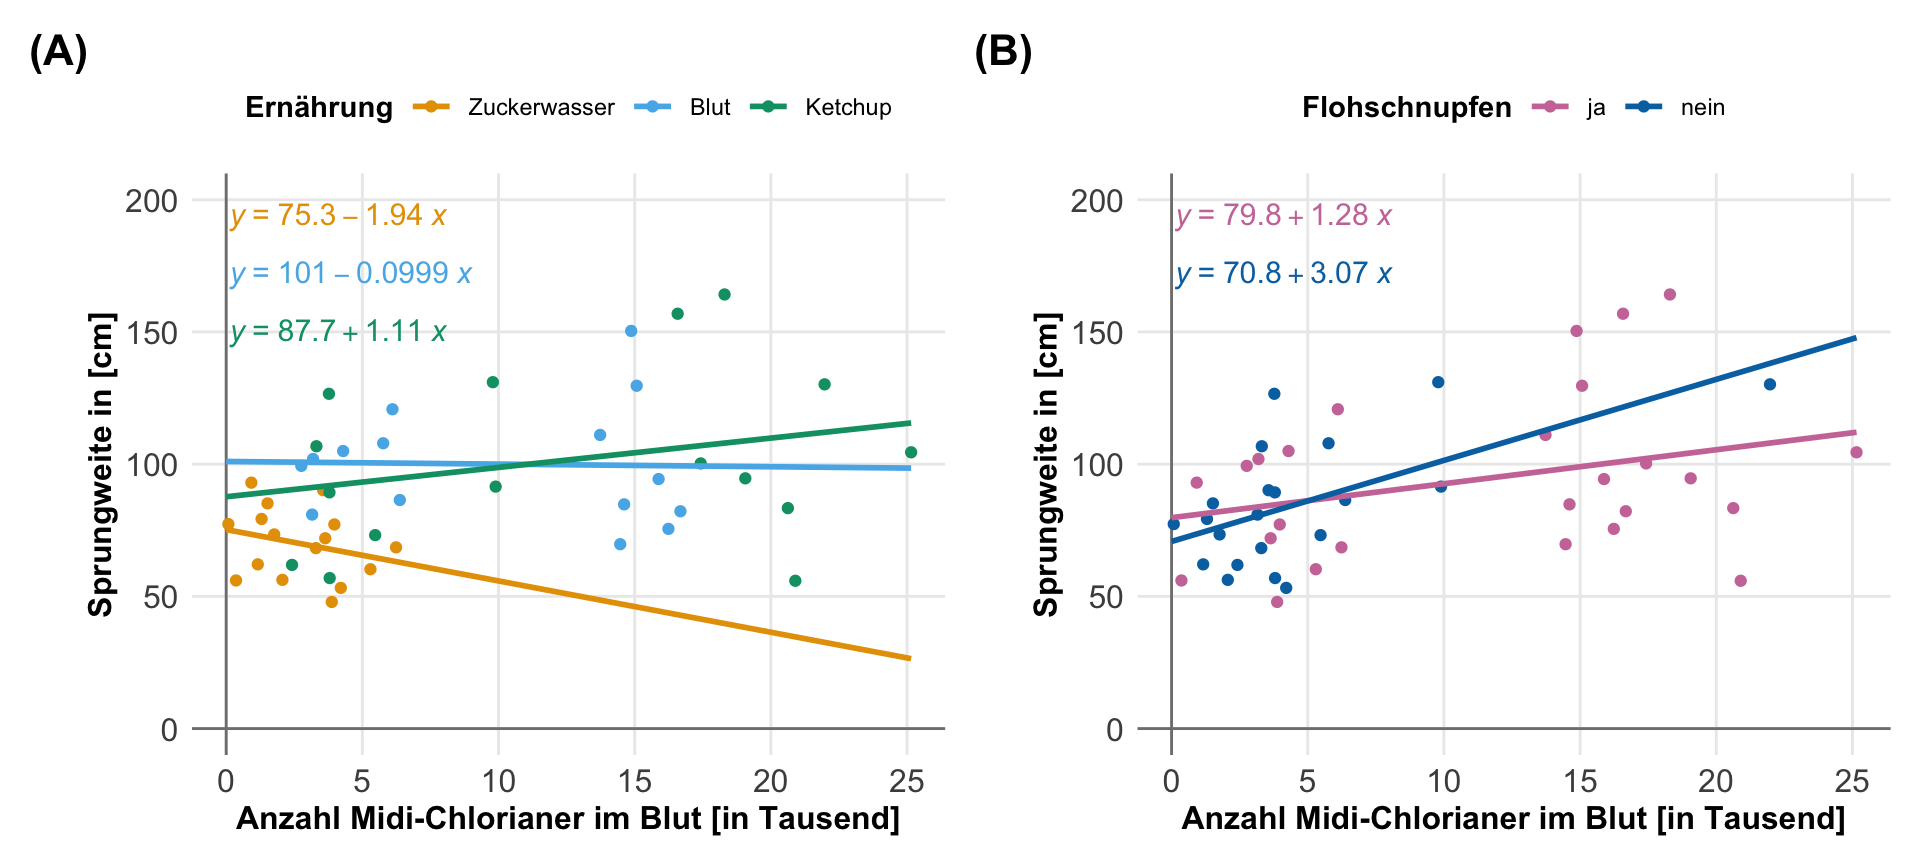 (A)
Ernährung Zuckerwasser Blut Ketchup
200
150
100
50
0
y = 75.3 – 1.94 x
y = 101 – 0.0999 x
y = 87.7 + 1.11 x
Sprungweite in [cm]
0 5 10 15 20 25
Anzahl Midi-Chlorianer im Blut [in Tausend]
(B)
Flohschnupfen ja nein
200
150
100
50
0
y = 79.8 + 1.28 x
y = 70.8 + 3.07 x
Sprungweite in [cm]
0 5 10 15 20 25
Anzahl Midi-Chlorianer im Blut [in Tausend]